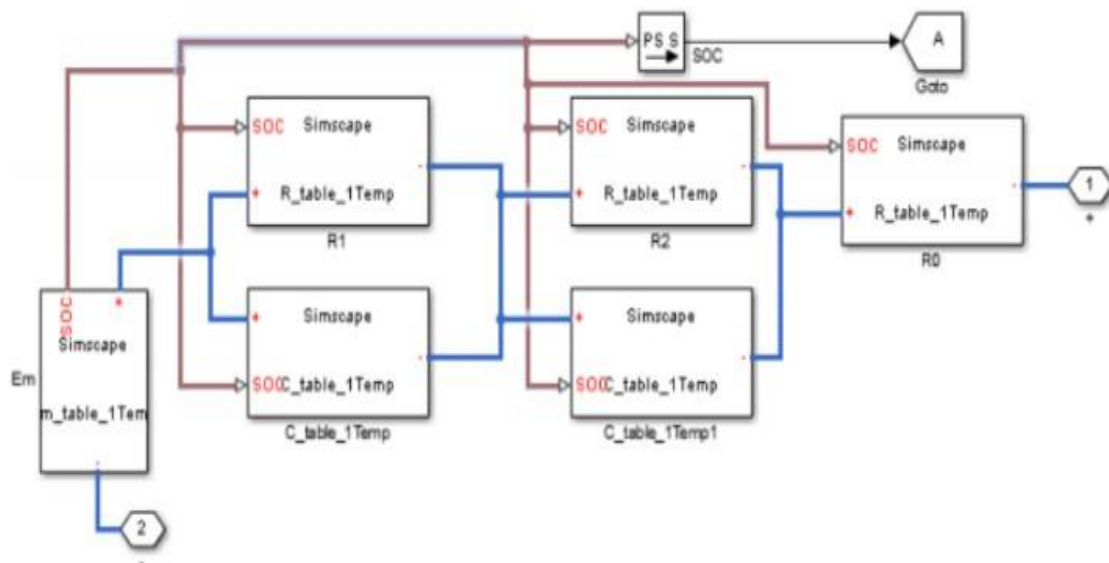 PS S
SOC
A
Goto
SOC
Simscape
R_table_1Temp
R1
+
-
SOC
Simscape
R_table_1Temp
R2
+
-
SOC
Simscape
R_table_1Temp
R0
+
-
1
+
SOC
+
Simscape
Em
m_table_1Tem
-
2
-
Simscape
+
-
SOC
C_table_1Temp
C_table_1Temp
Simscape
+
-
SOC
C_table_1Temp
C_table_1Temp1